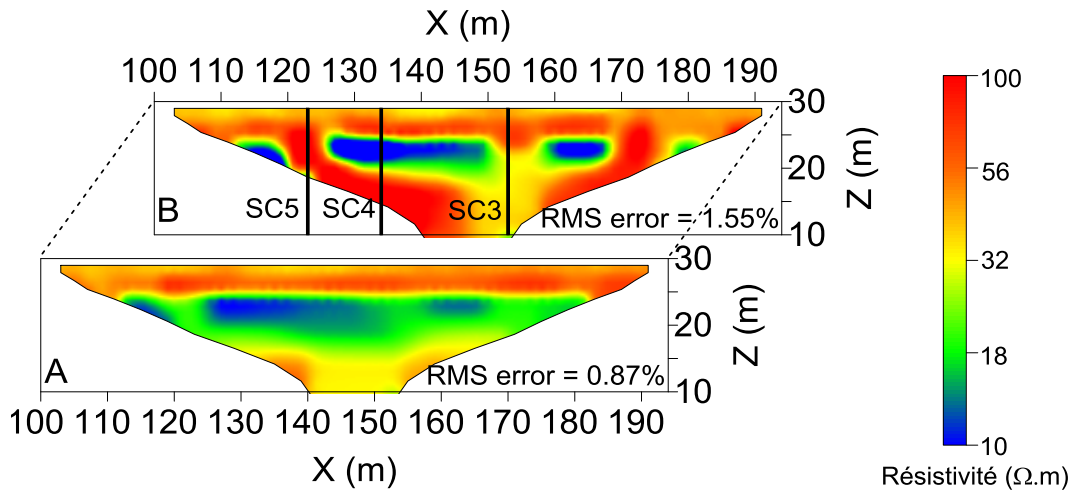 X (m)
100 110 120 130 140 150 160 170 180 190
30
20
10
Z (m)
B
SC5 SC4 SC3
RMS error = 1.55%
30
20
10
Z (m)
A
RMS error = 0.87%
100 110 120 130 140 150 160 170 180 190
X (m)
100
56
32
18
10
Résistivité (Ω.m)